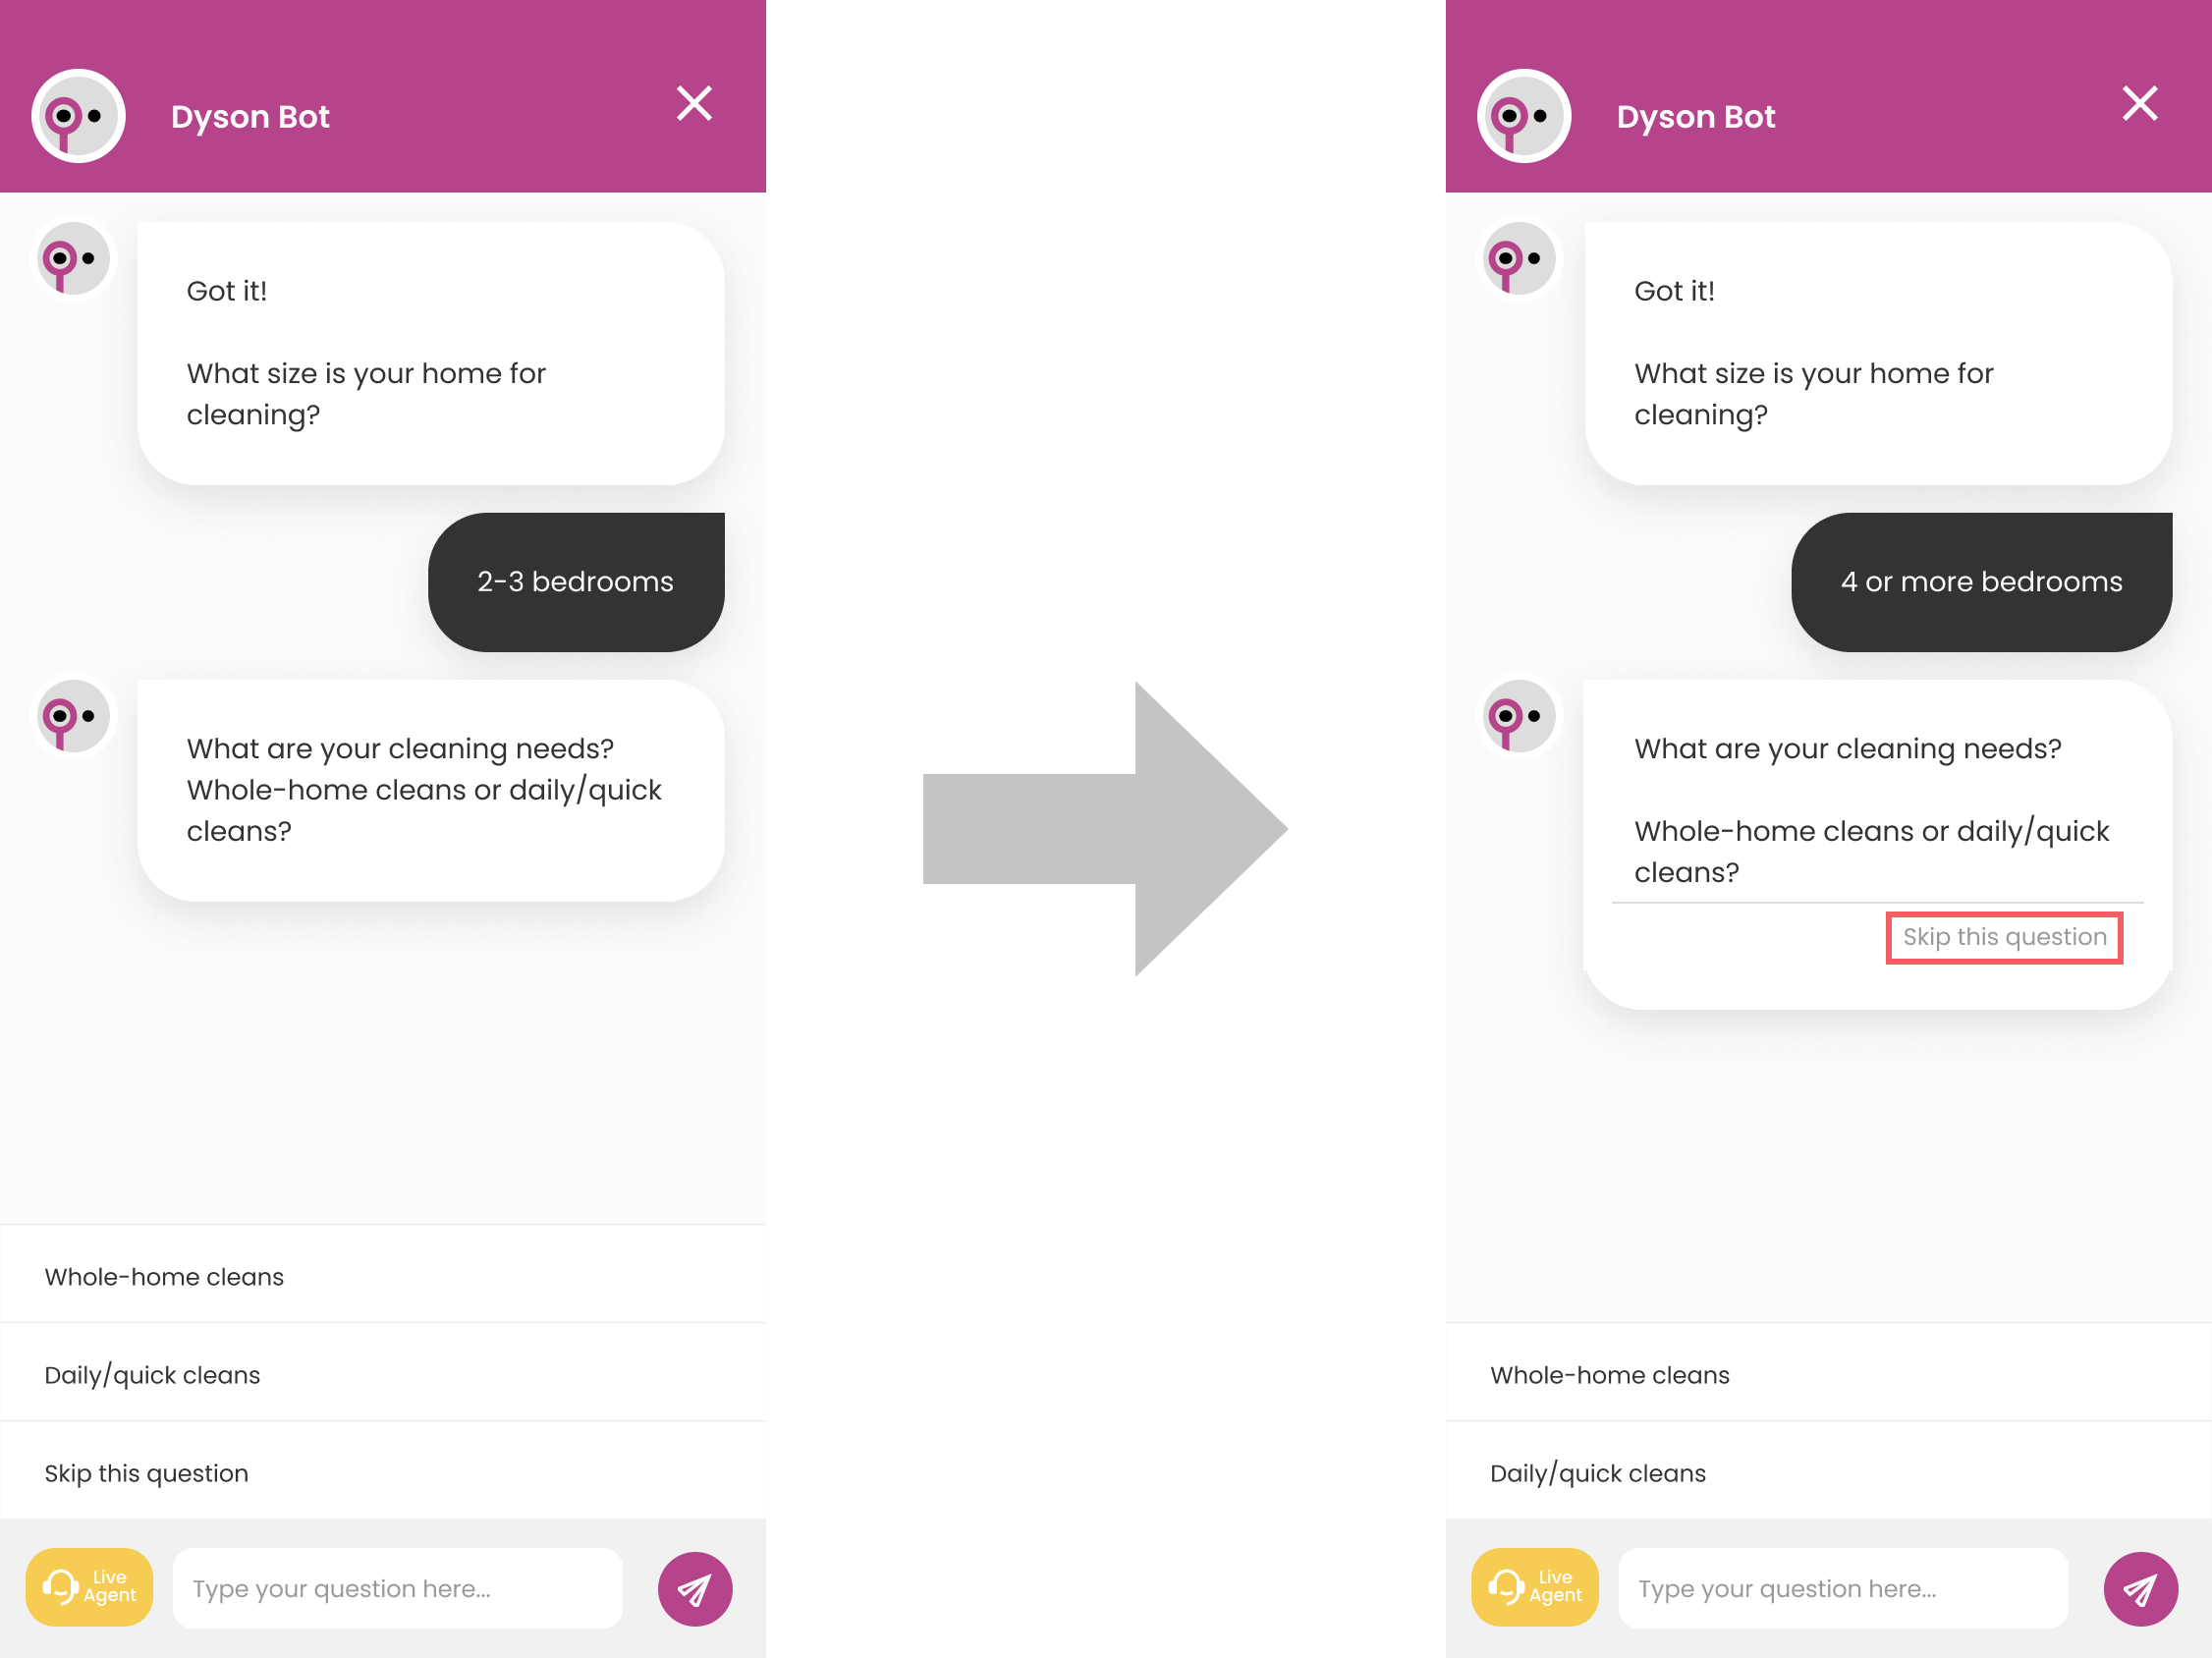 Dyson Bot
Got it!
What size is your home for
cleaning?
2-3 bedrooms
What are your cleaning needs?
Whole-home cleans or daily/quick
cleans?
Whole-home cleans
Daily/quick cleans
Skip this question
Live
Agent
Type your question here...
Dyson Bot
Got it!
What size is your home for
cleaning?
4 or more bedrooms
What are your cleaning needs?
Whole-home cleans or daily/quick
cleans?
Skip this question
Whole-home cleans
Daily/quick cleans
Live
Agent
Type your question here...